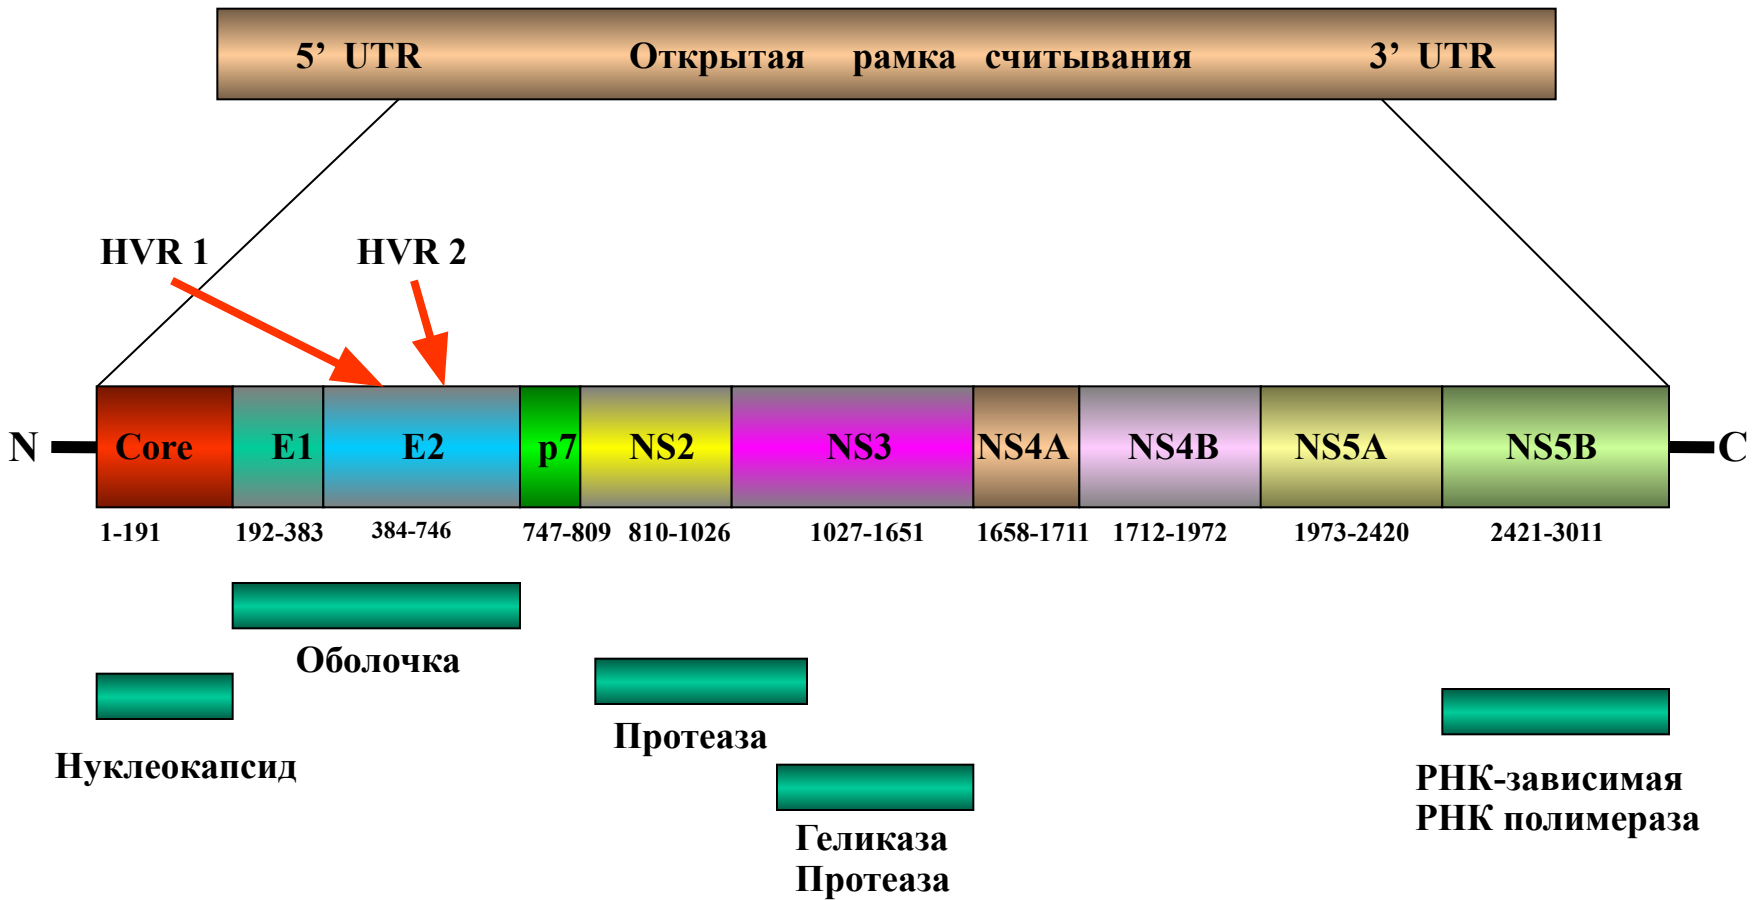 5’ UTR Открытая рамка считывания 3’ UTR
HVR 1 HVR 2
N Core E1 E2 p7 NS2 NS3 NS4A NS4B NS5A NS5B C
1-191 192-383 384-746 747-809 810-1026 1027-1651 1658-1711 1712-1972 1973-2420 2421-3011
Оболочка
Протеаза
Нуклеокапсид
РНК-зависимая
РНК полимераза
Геликаза
Протеаза